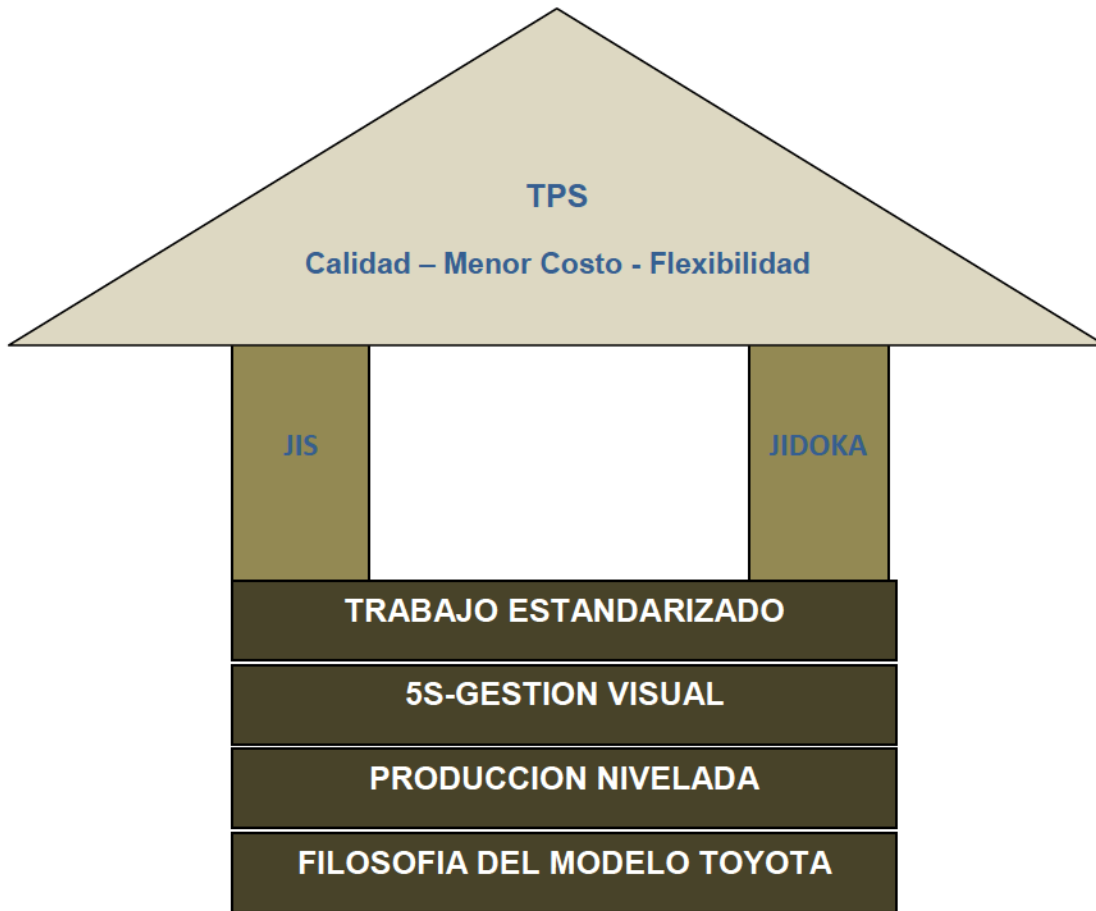 TPS
Calidad – Menor Costo - Flexibilidad
JIS
JIDOKA
TRABAJO ESTANDARIZADO
5S-GESTION VISUAL
PRODUCCION NIVELADA
FILOSOFIA DEL MODELO TOYOTA